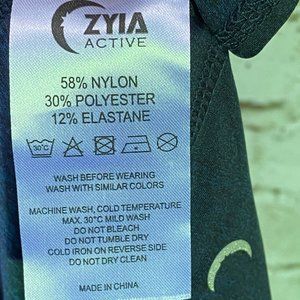 ZYIA
ACTIVE
58% NYLON
30% POLYESTER
12% ELASTANE
30°C
WASH BEFORE WEARING
WASH WITH SIMILAR COLORS
MACHINE WASH, COLD TEMPERATURE
MAX. 30°C MILD WASH
DO NOT BLEACH
DO NOT TUMBLE DRY
COLD IRON ON REVERSE SIDE
DO NOT DRY CLEAN
MADE IN CHINA